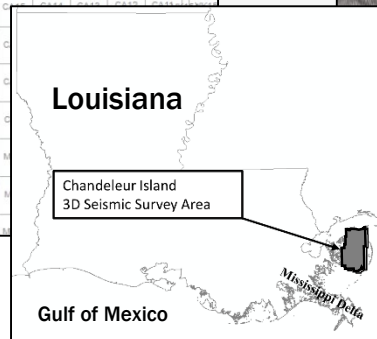 Louisiana
Chandeleur Island
3D Seismic Survey Area
Mississippi Delta
Gulf of Mexico